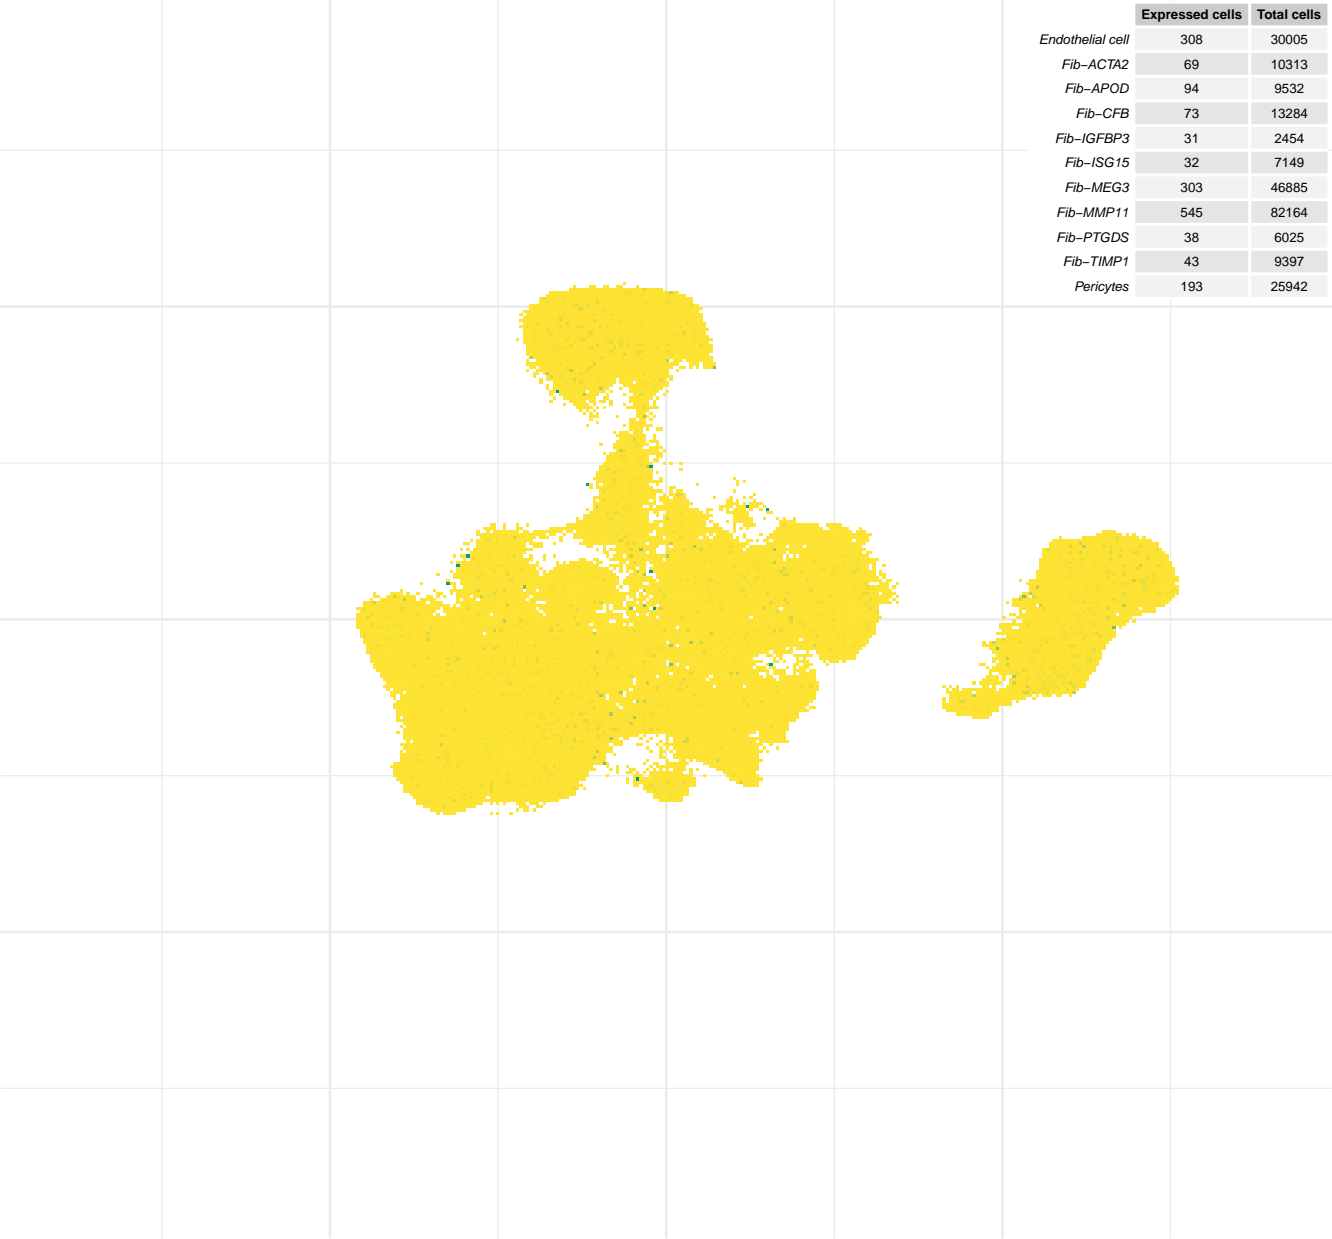 Expressed cells Total cells
Endothelial cell 308 30005
Fib−ACTA2 69 10313
Fib−APOD 94 9532
Fib−CFB 73 13284
Fib−IGFBP3 31 2454
Fib−ISG15 32 7149
Fib−MEG3 303 46885
Fib−MMP11 545 82164
Fib−PTGDS 38 6025
Fib−TIMP1 43 9397
Pericytes 193 25942